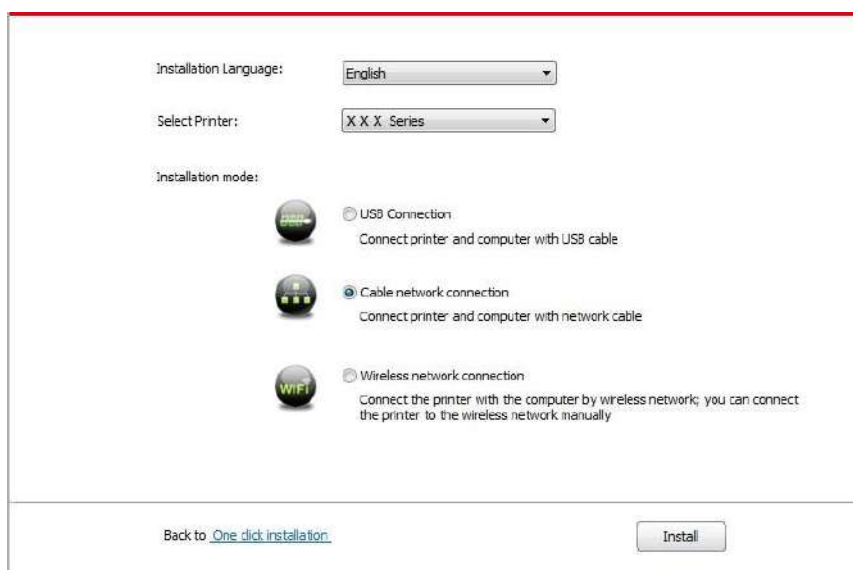 Installation Language: English
Select Printer: X X X Series
Installation mode:
USB Connection
Connect printer and computer with USB cable
Cable network connection
Connect printer and computer with network cable
WiFi
Wireless network connection
Connect the printer with the computer by wireless network; you can connect
the printer to the wireless network manually
Back to One click installation
Install